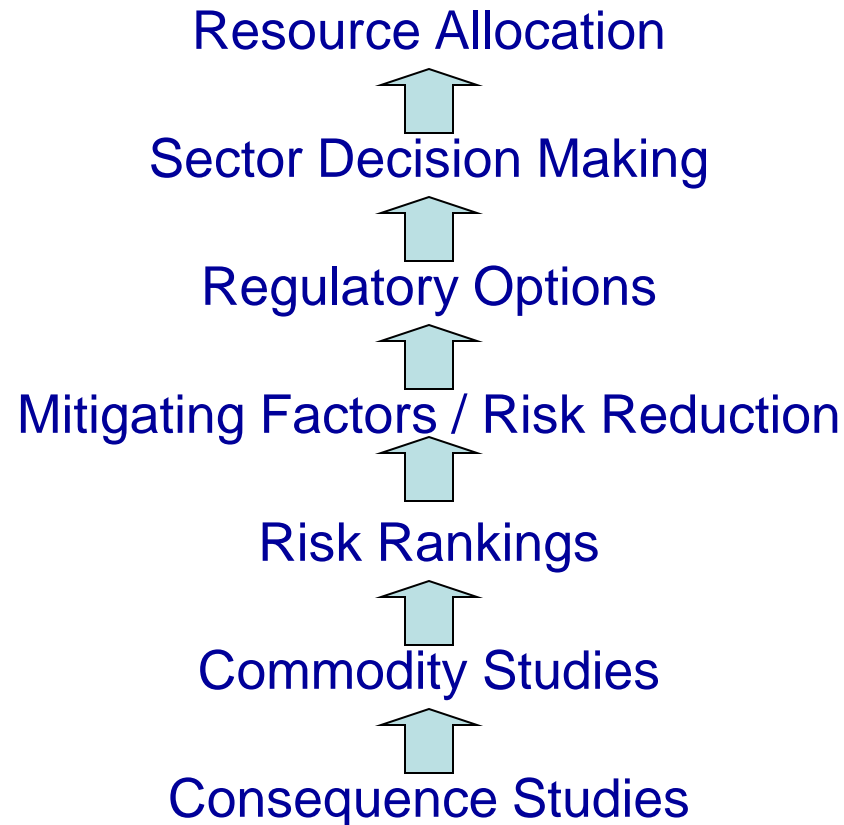 Resource Allocation
Sector Decision Making
Regulatory Options
Mitigating Factors / Risk Reduction
Risk Rankings
Commodity Studies
Consequence Studies